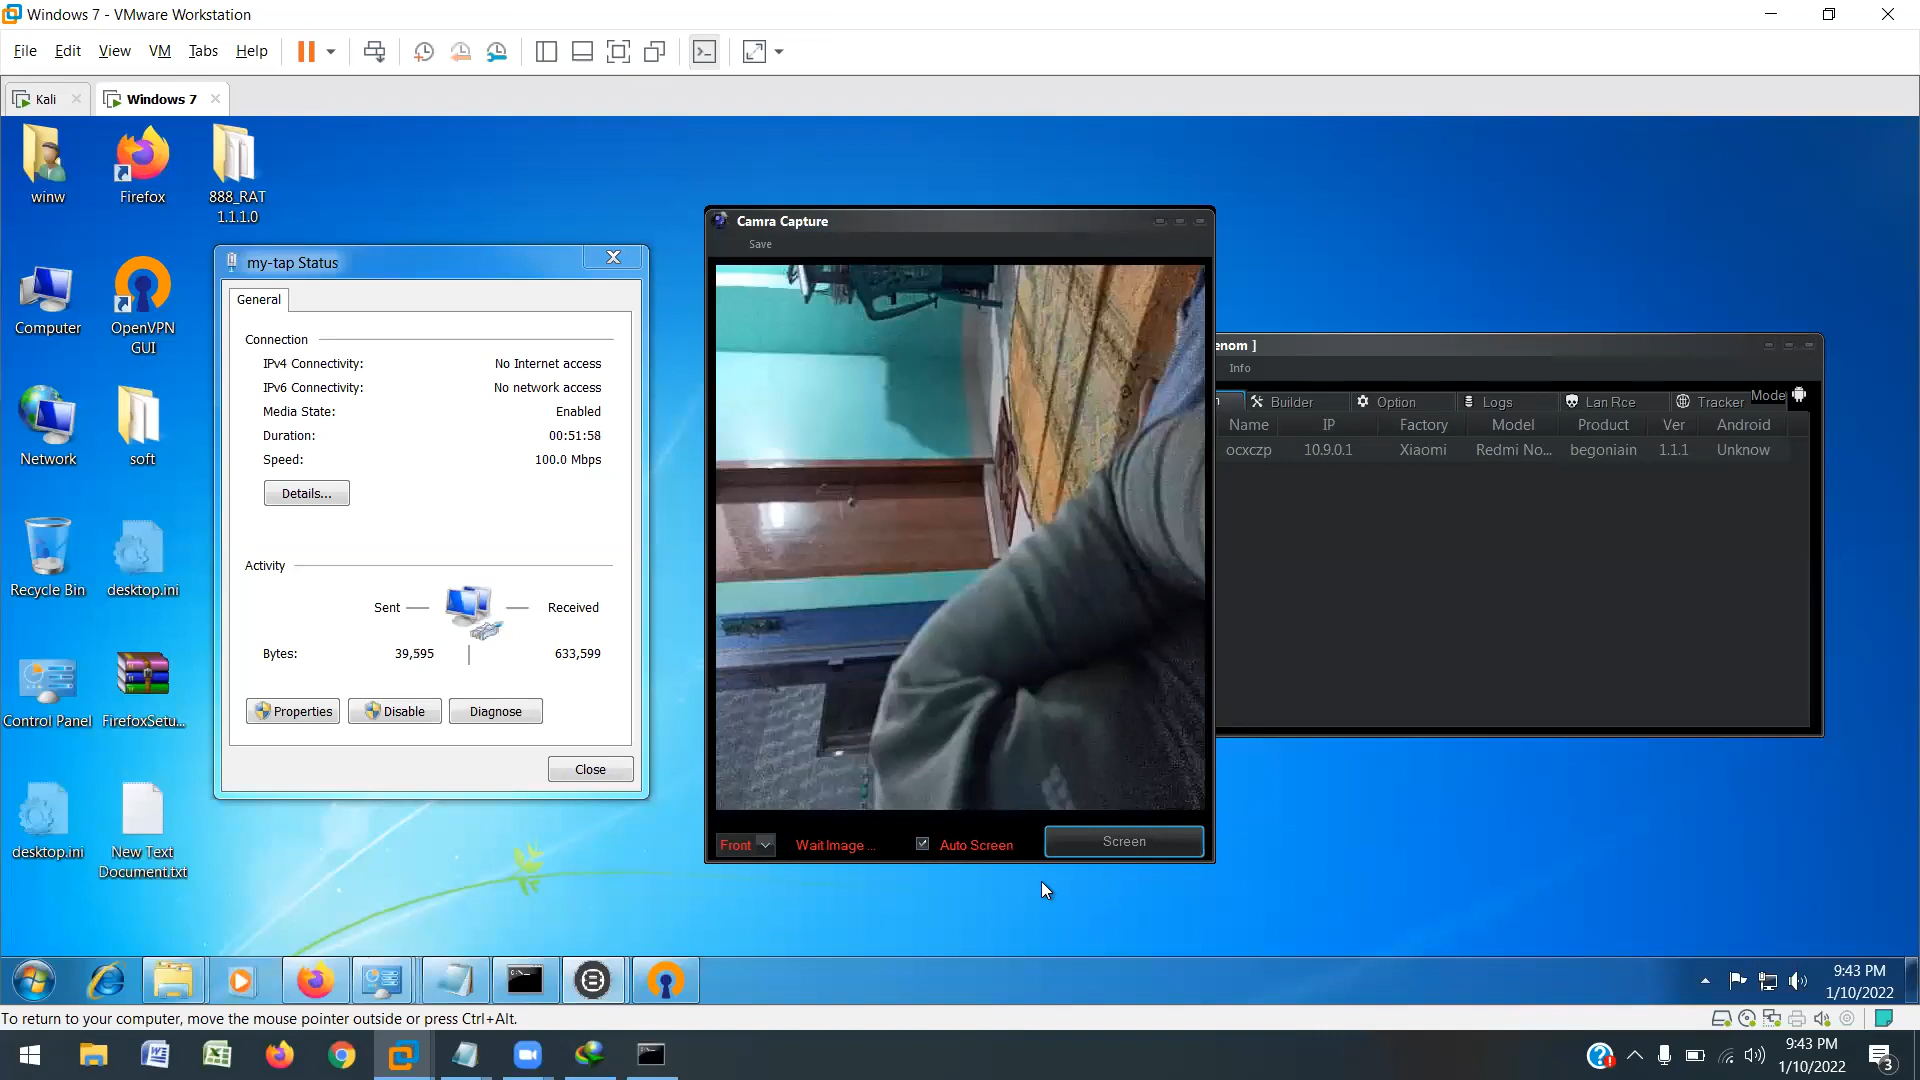 Windows 7 - VMware Workstation
File Edit View VM Tabs Help
Kali
Windows 7
winw
Firefox
888_RAT
1.1.1.0
Computer
OpenVPN
GUI
Network
soft
Recycle Bin
desktop.ini
Control Panel
FirefoxSetu...
desktop.ini
New Text
Document.txt
my-tap Status
General
Connection
IPv4 Connectivity: No Internet access
IPv6 Connectivity: No network access
Media State: Enabled
Duration: 00:51:58
Speed: 100.0 Mbps
Details...
Activity
Sent Received
Bytes: 39,595 633,599
Properties Disable Diagnose
Close
Camra Capture
Save
Front Wait Image ... Auto Screen Screen
enom ]
Info
n Builder Option Logs Lan Rce Tracker Mode
Name IP Factory Model Product Ver Android
ocxczp 10.9.0.1 Xiaomi Redmi No... begoniain 1.1.1 Unknow
9:43 PM
1/10/2022
To return to your computer, move the mouse pointer outside or press Ctrl+Alt.
9:43 PM
1/10/2022
3